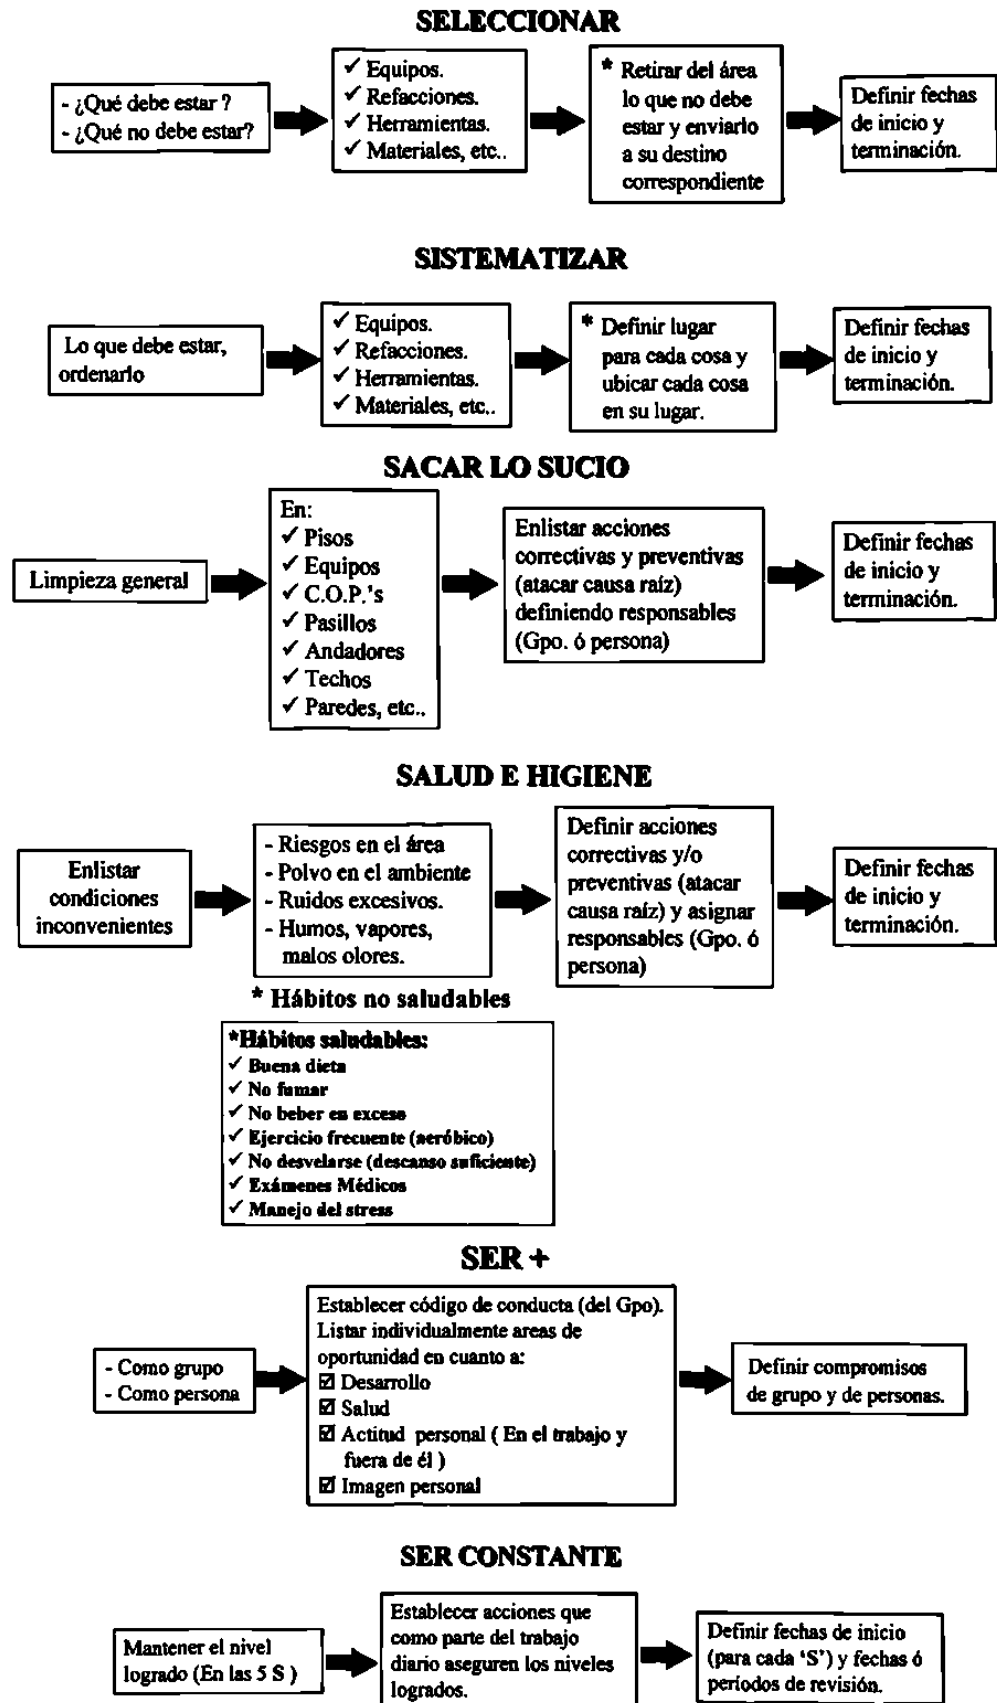 SELECCIONAR
- ¿Qué debe estar ?
- ¿Qué no debe estar?
✓ Equipos.
✓ Refacciones.
✓ Herramientas.
✓ Materiales, etc..
* Retirar del área
lo que no debe
estar y enviarlo
a su destino
correspondiente
Definir fechas
de inicio y
terminación.
SISTEMATIZAR
Lo que debe estar,
ordenarlo
✓ Equipos.
✓ Refacciones.
✓ Herramientas.
✓ Materiales, etc..
* Definir lugar
para cada cosa y
ubicar cada cosa
en su lugar.
Definir fechas
de inicio y
terminación.
SACAR LO SUCIO
Limpieza general
En:
✓ Pisos
✓ Equipos
✓ C.O.P.'s
✓ Pasillos
✓ Andadores
✓ Techos
✓ Paredes, etc..
Enlistar acciones
correctivas y preventivas
(atacar causa raíz)
definiendo responsables
(Gpo. ó persona)
Definir fechas
de inicio y
terminación.
SALUD E HIGIENE
Enlistar
condiciones
inconvenientes
- Riesgos en el área
- Polvo en el ambiente
- Ruidos excesivos.
- Humos, vapores,
malos olores.
Definir acciones
correctivas y/o
preventivas (atacar
causa raíz) y asignar
responsables (Gpo. ó
persona)
Definir fechas
de inicio y
terminación.
* Hábitos no saludables
*Hábitos saludables:
✓ Buena dieta
✓ No fumar
✓ No beber en exceso
✓ Ejercicio frecuente (aeróbico)
✓ No desvelarse (descanso suficiente)
✓ Exámenes Médicos
✓ Manejo del stress
SER +
- Como grupo
- Como persona
Establecer código de conducta (del Gpo).
Listar individualmente areas de
oportunidad en cuanto a:
☑ Desarrollo
☑ Salud
☑ Actitud personal ( En el trabajo y
fuera de él )
☑ Imagen personal
Definir compromisos
de grupo y de personas.
SER CONSTANTE
Mantener el nivel
logrado (En las 5 S )
Establecer acciones que
como parte del trabajo
diario aseguren los niveles
logrados.
Definir fechas de inicio
(para cada 'S') y fechas ó
períodos de revisión.